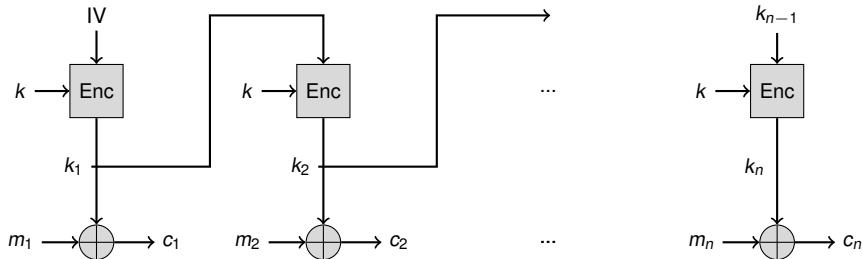 IV k_{n−1}
k Enc k Enc ... k Enc
k_1 k_2 k_n
m_1 c_1 m_2 c_2 ... m_n c_n